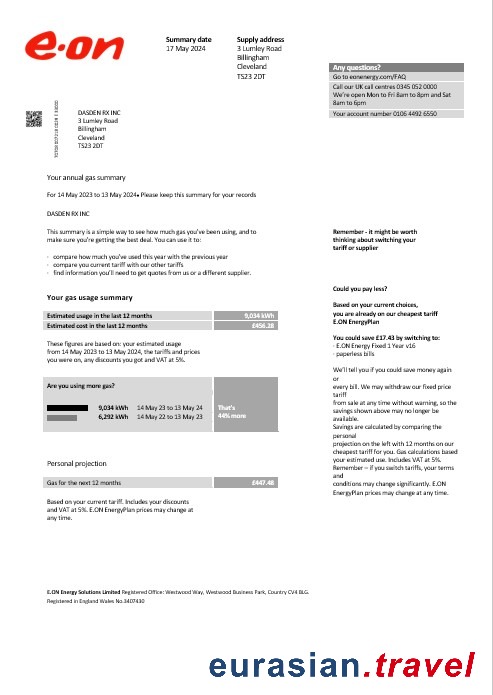 e·on
Summary date
17 May 2024
Supply address
3 Lumley Road
Billingham
Cleveland
TS23 2DT
Any questions?
Go to eonenergy.com/FAQ
Call our UK call centres 0345 052 0000
We're open Mon to Fri 8am to 8pm and Sat
8am to 6pm
Your account number 0106 4492 6550
DASDEN RX INC
3 Lumley Road
Billingham
Cleveland
TS23 2DT
Your annual gas summary
For 14 May 2023 to 13 May 2024. Please keep this summary for your records
DASDEN RX INC
This summary is a simple way to see how much gas you've been using, and to
make sure you're getting the best deal. You can use it to:
- compare how much you've used this year with the previous year
- compare you current tariff with our other tariffs
- find information you'll need to get quotes from us or a different supplier.
Remember - it might be worth
thinking about switching your
tariff or supplier
Your gas usage summary
Estimated usage in the last 12 months 9,034 kWh
Estimated cost in the last 12 months £456.28
These figures are based on: your estimated usage
from 14 May 2023 to 13 May 2024, the tariffs and prices
you were on, any discounts you got and VAT at 5%.
Are you using more gas?
9,034 kWh 14 May 23 to 13 May 24
6,292 kWh 14 May 22 to 13 May 23
That's
44% more
Personal projection
Gas for the next 12 months £447.48
Based on your current tariff. Includes your discounts
and VAT at 5%. E.ON EnergyPlan prices may change at
any time.
Could you pay less?
Based on your current choices,
you are already on our cheapest tariff
E.ON EnergyPlan
You could save £17.43 by switching to:
- E.ON Energy Fixed 1 Year v16
- paperless bills
We'll tell you if you could save money again
or
every bill. We may withdraw our fixed price
tariff
from sale at any time without warning, so the
savings shown above may no longer be
available.
Savings are calculated by comparing the
personal
projection on the left with 12 months on our
cheapest tariff for you. Gas calculations based
your estimated use. Includes VAT at 5%.
Remember – if you switch tariffs, your terms
and
conditions may change significantly. E.ON
EnergyPlan prices may change at any time.
E.ON Energy Solutions Limited Registered Office: Westwood Way, Westwood Business Park, Country CV4 8LG.
Registered in England Wales No.3407430
eurasian.travel